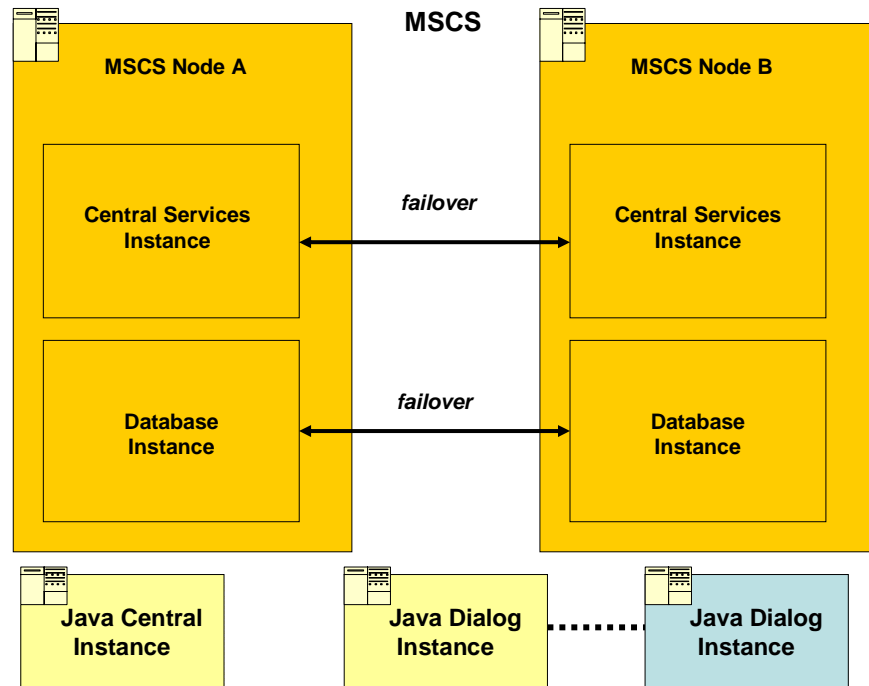 MSCS
MSCS Node A
MSCS Node B
Central Services
Instance
failover
Central Services
Instance
Database
Instance
failover
Database
Instance
Java Central
Instance
Java Dialog
Instance
Java Dialog
Instance